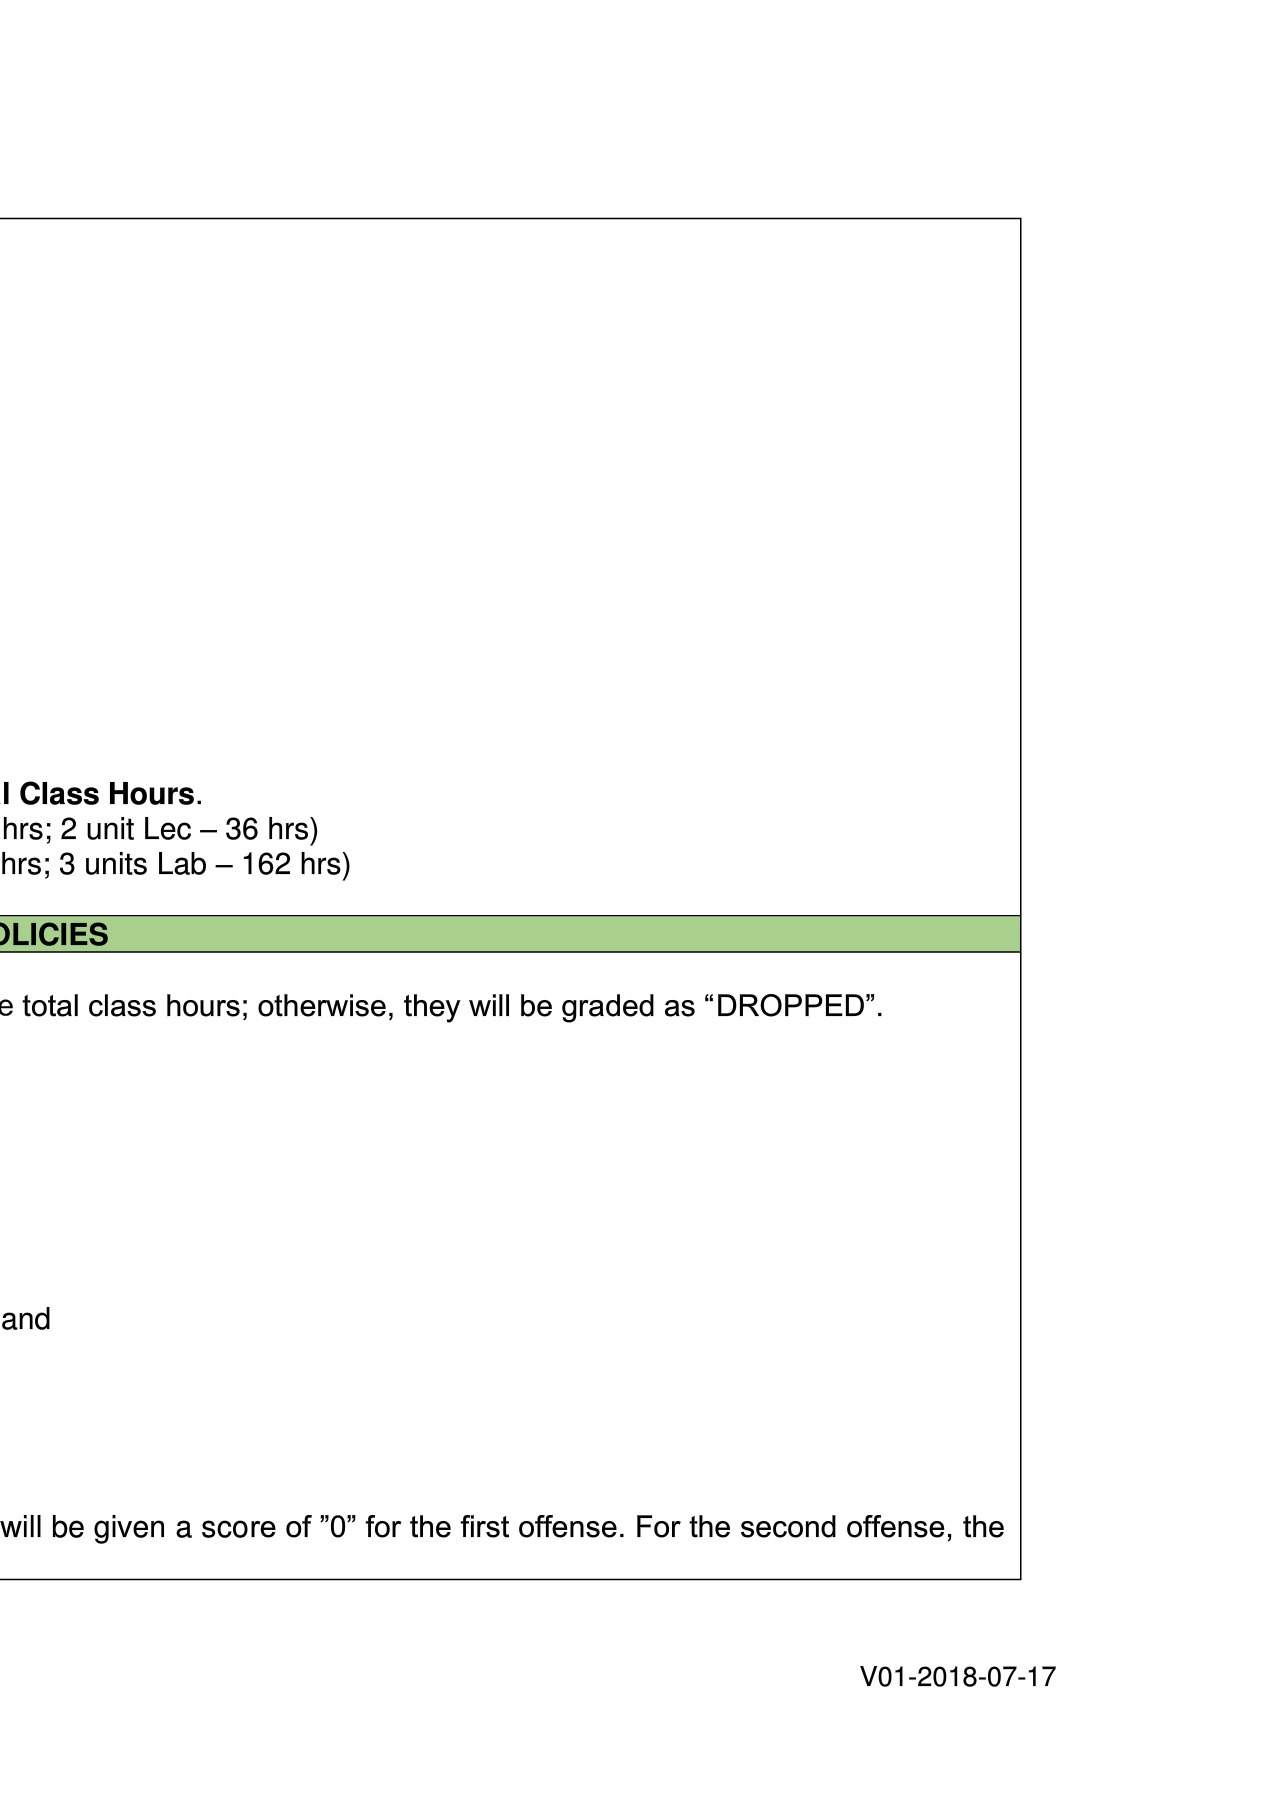 l Class Hours.
hrs; 2 unit Lec – 36 hrs)
hrs; 3 units Lab – 162 hrs)
OLICIES
e total class hours; otherwise, they will be graded as “DROPPED”.
and
will be given a score of ”0” for the first offense. For the second offense, the
V01-2018-07-17